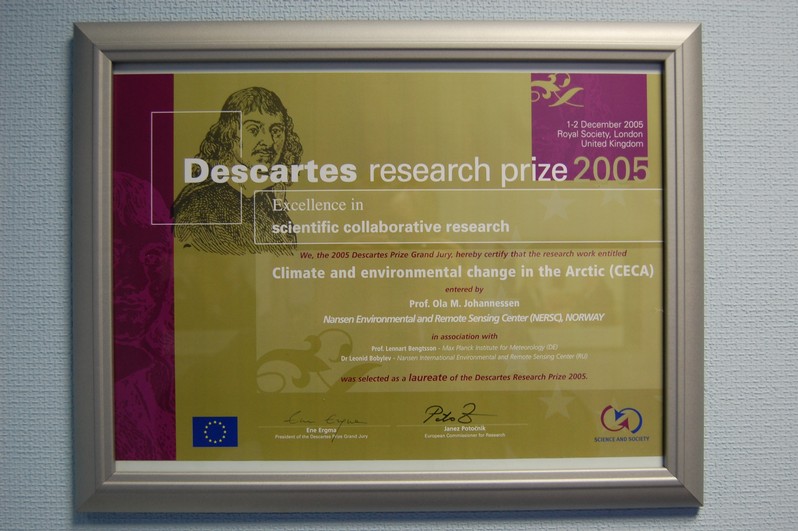 1-2 December 2005
Royal Society, London
United Kingdom
Descartes research prize 2005
Excellence in
scientific collaborative research
We, the 2005 Descartes Prize Grand Jury, hereby certify that the research work entitled
Climate and environmental change in the Arctic (CECA)
entered by
Prof. Ola M. Johannessen
Nansen Environmental and Remote Sensing Center (NERSC), NORWAY
in association with
Prof. Lennart Bengtsson - Max Planck Institute for Meteorology (DE)
Dr Leonid Bobylev - Nansen International Environmental and Remote Sensing Center (RU)
was selected as a laureate of the Descartes Research Prize 2005.
Ene Ergma
President of the Descartes Prize Grand Jury
Janez Potočnik
European Commissioner for Research
SCIENCE AND SOCIETY